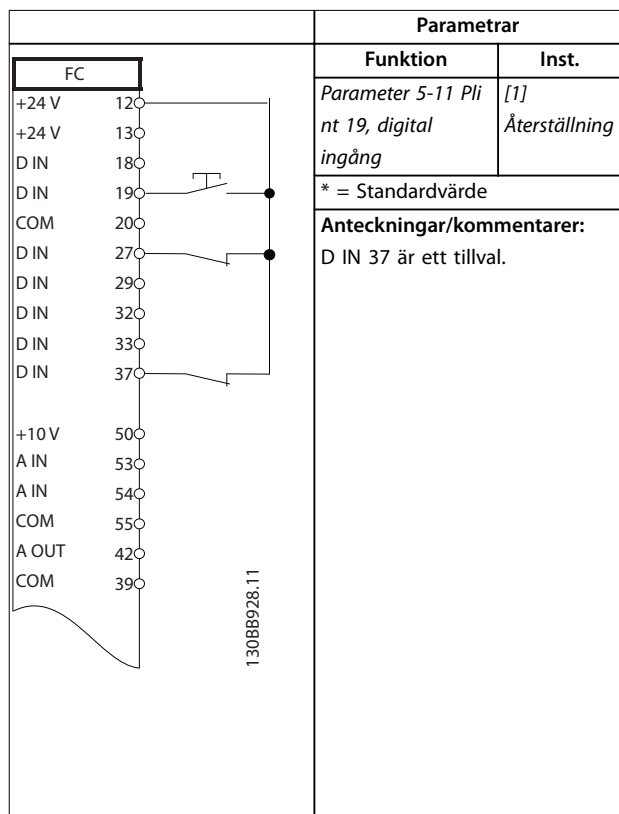 FC
+24 V 12
+24 V 13
D IN 18
D IN 19
COM 20
D IN 27
D IN 29
D IN 32
D IN 33
D IN 37
+10 V 50
A IN 53
A IN 54
COM 55
A OUT 42
COM 39
130BB928.11
Parametrar
Funktion Inst.
Parameter 5-11 Pli [1]
nt 19, digital Återställning
ingång
* = Standardvärde
Anteckningar/kommentarer:
D IN 37 är ett tillval.